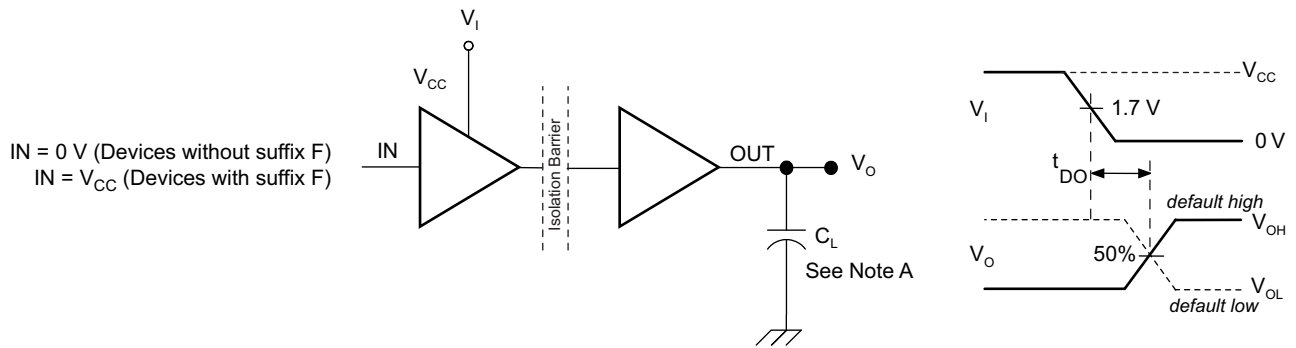 V_I
V_CC
IN = 0 V (Devices without suffix F)
IN = V_CC (Devices with suffix F)
IN
Isolation Barrier
OUT
V_O
C_L
See Note A
V_I
V_CC
1.7 V
0 V
t_DO
default high
V_OH
V_O
50%
V_OL
default low